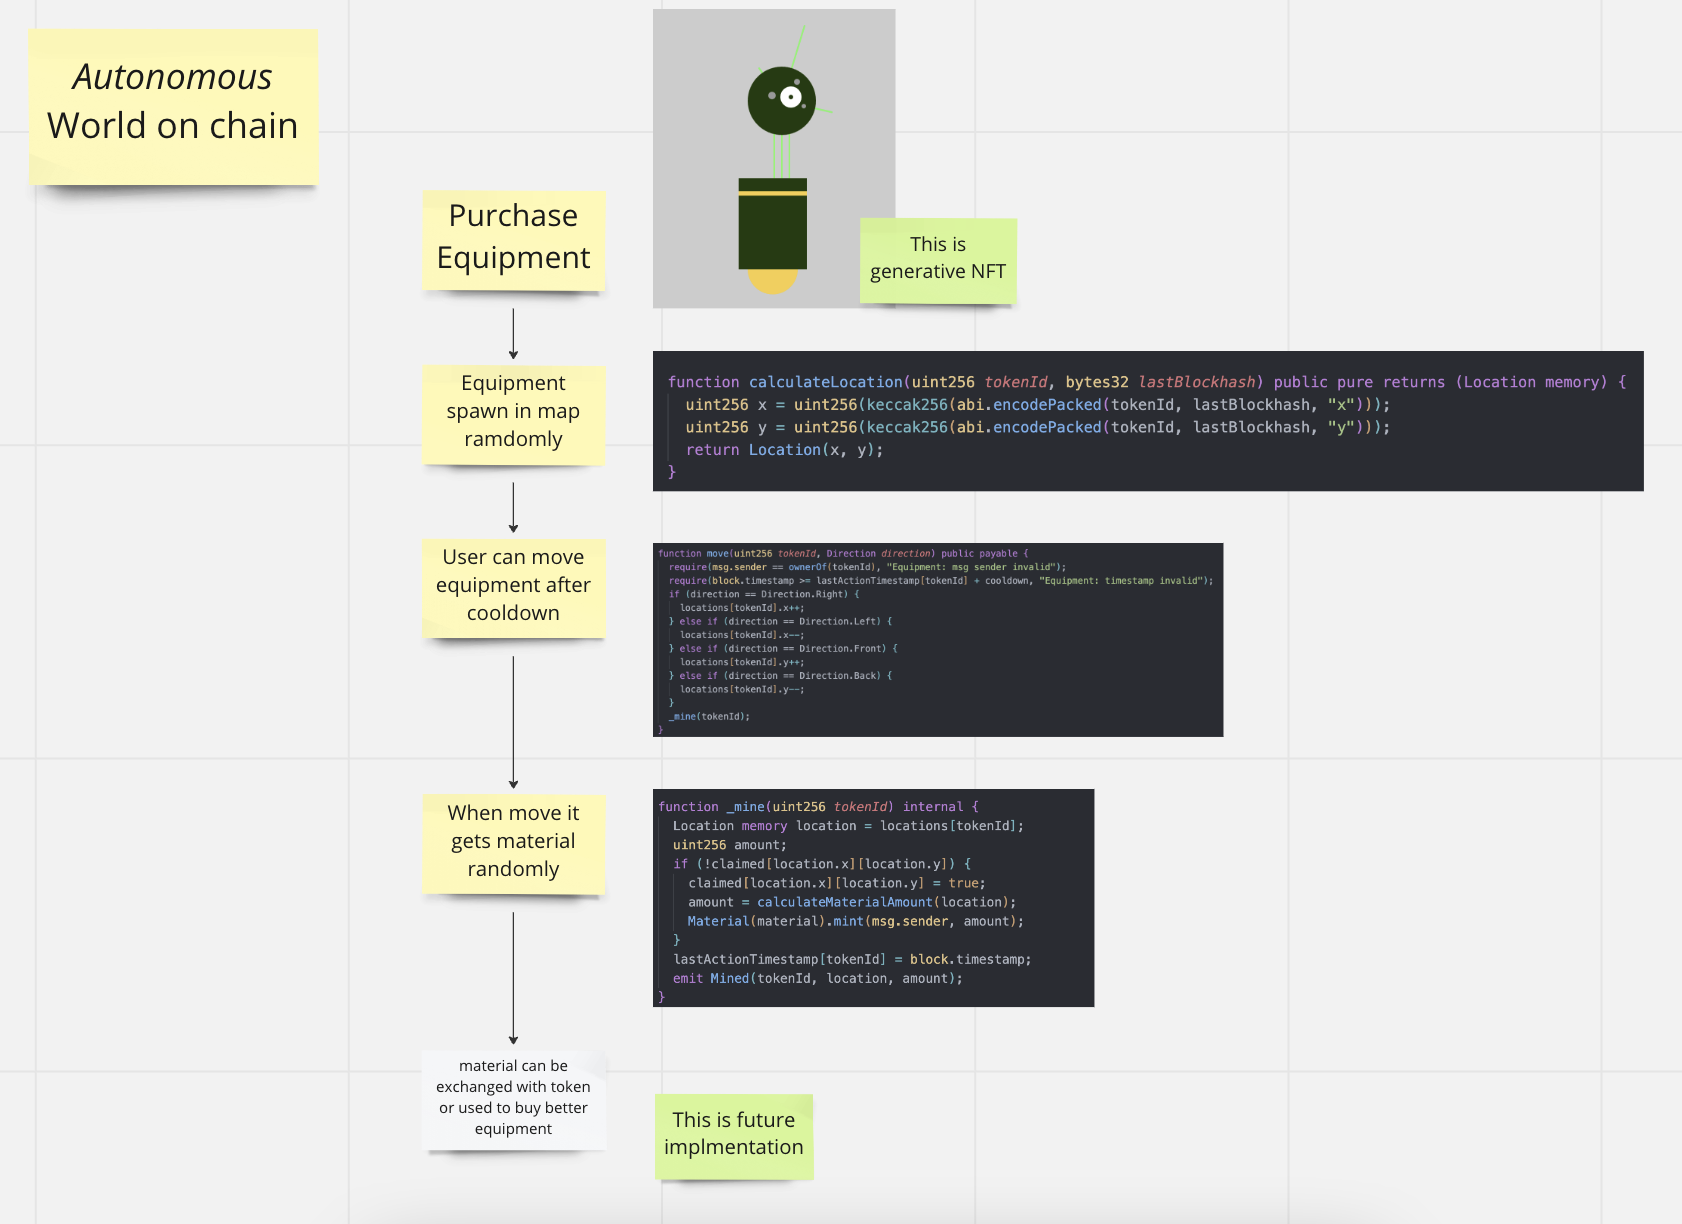 Autonomous
World on chain
Purchase
Equipment
This is
generative NFT
Equipment
spawn in map
ramdomly
function calculateLocation(uint256 tokenId, bytes32 lastBlockhash) public pure returns (Location memory) {
uint256 x = uint256(keccak256(abi.encodePacked(tokenId, lastBlockhash, "x")));
uint256 y = uint256(keccak256(abi.encodePacked(tokenId, lastBlockhash, "y")));
return Location(x, y);
}
User can move
equipment after
cooldown
function move(uint256 tokenId, Direction direction) public payable {
require(msg.sender == ownerOf(tokenId), "Equipment: msg sender invalid");
require(block.timestamp >= lastActionTimestamp[tokenId] + cooldown, "Equipment: timestamp invalid");
if (direction == Direction.Right) {
locations[tokenId].x++;
} else if (direction == Direction.Left) {
locations[tokenId].x--;
} else if (direction == Direction.Front) {
locations[tokenId].y++;
} else if (direction == Direction.Back) {
locations[tokenId].y--;
}
_mine(tokenId);
}
When move it
gets material
randomly
function _mine(uint256 tokenId) internal {
Location memory location = locations[tokenId];
uint256 amount;
if (!claimed[location.x][location.y]) {
claimed[location.x][location.y] = true;
amount = calculateMaterialAmount(location);
Material(material).mint(msg.sender, amount);
}
lastActionTimestamp[tokenId] = block.timestamp;
emit Mined(tokenId, location, amount);
}
material can be
exchanged with token
or used to buy better
equipment
This is future
implmentation